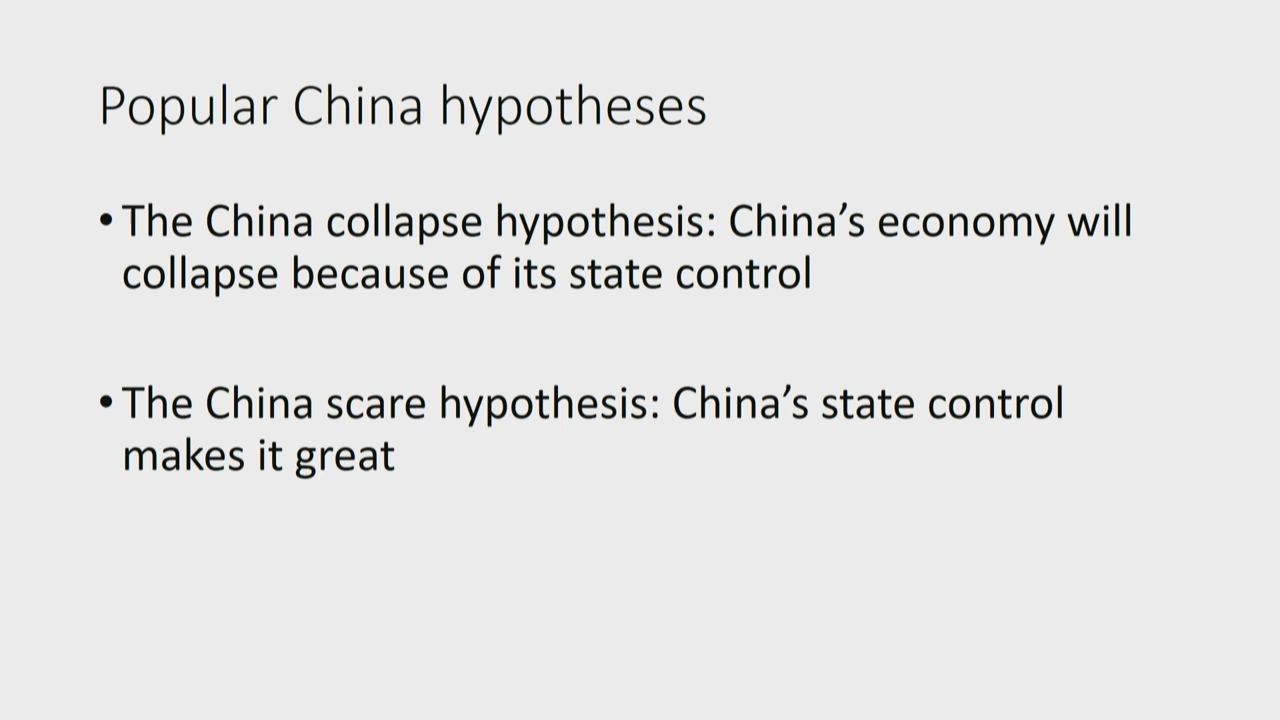 Popular China hypotheses
• The China collapse hypothesis: China’s economy will
collapse because of its state control
• The China scare hypothesis: China’s state control
makes it great